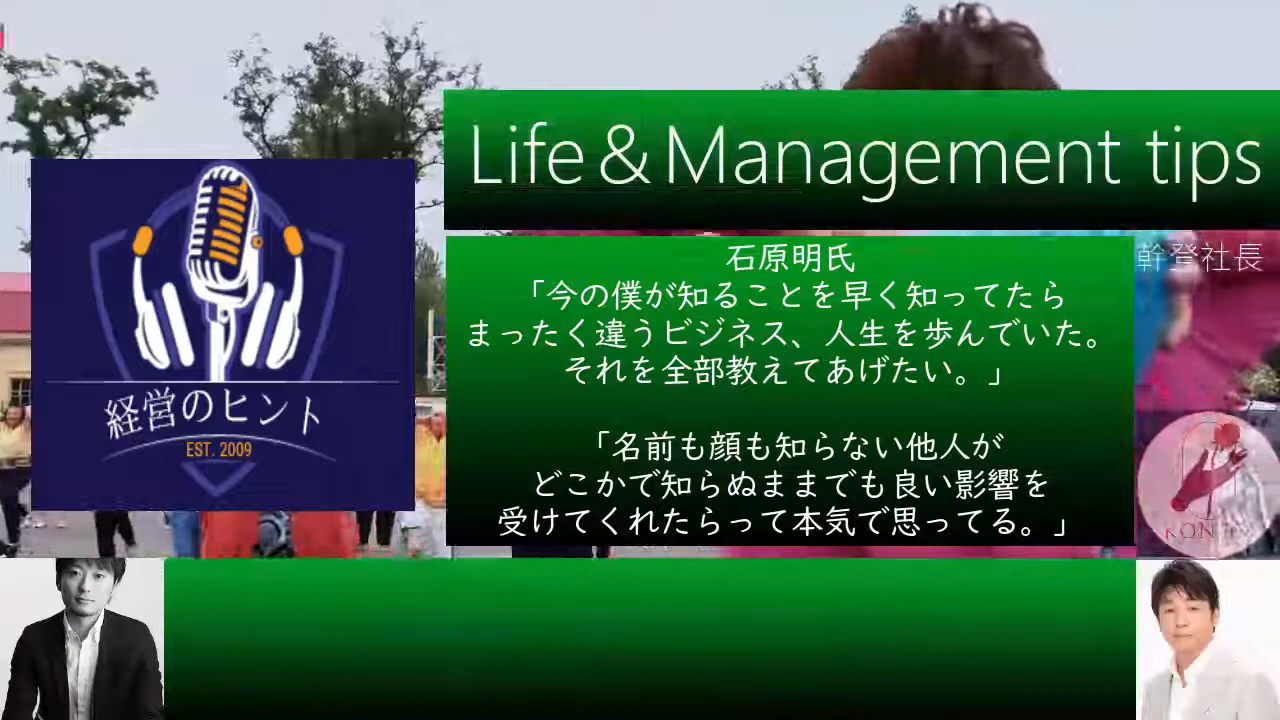 Life&Management tips
経営のヒント
EST. 2009
石原明氏
「今の僕が知ることを早く知ってたら
まったく違うビジネス、人生を歩んでいた。
それを全部教えてあげたい。」
「名前も顔も知らない他人が
どこかで知らぬままでも良い影響を
受けてくれたらって本気で思ってる。」
幹登社長